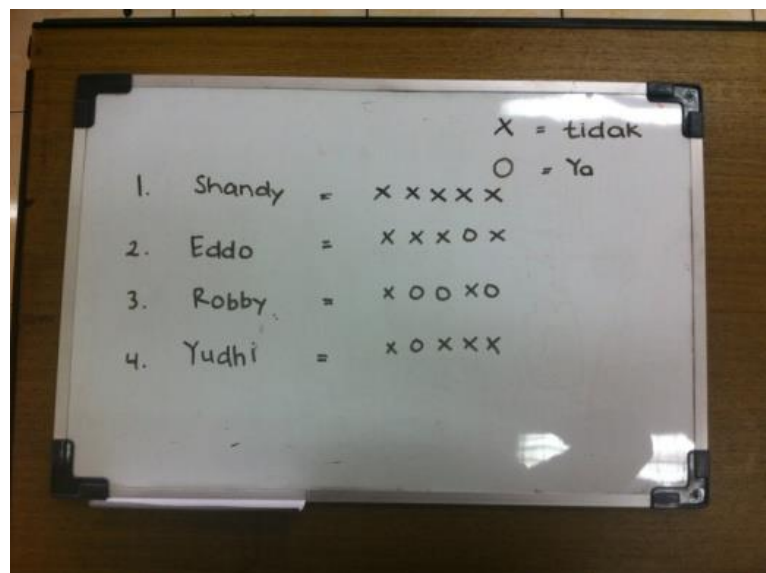 X = tidak
O = Ya
1. Shandy = x x x x x
2. Eddo = x x x o x
3. Robby = x o o x o
4. Yudhi = x o x x x